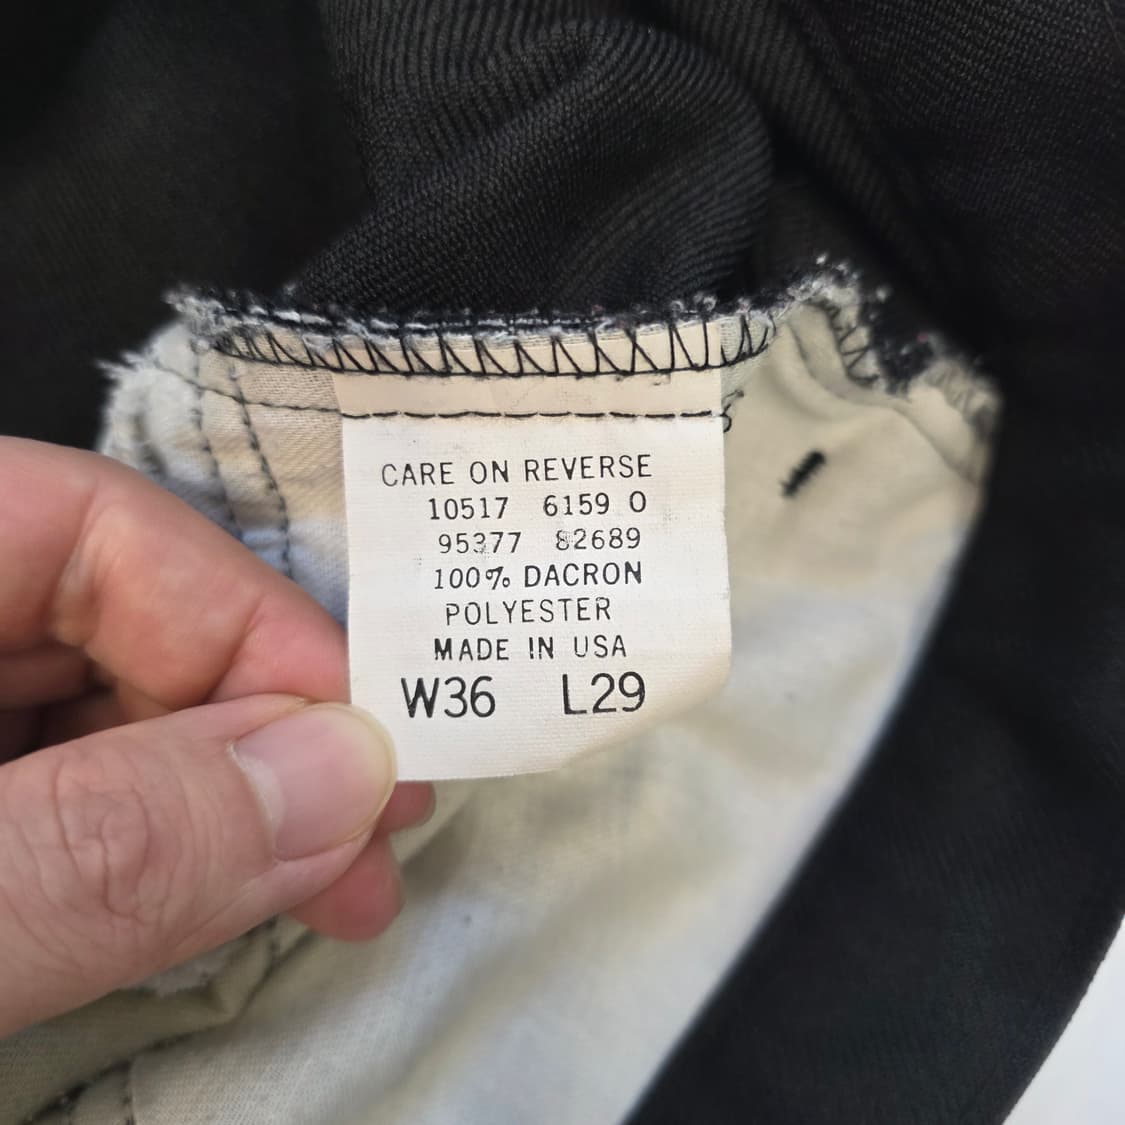 CARE ON REVERSE
10517 6159 0
95377 82689
100% DACRON
POLYESTER
MADE IN USA
W36 L29